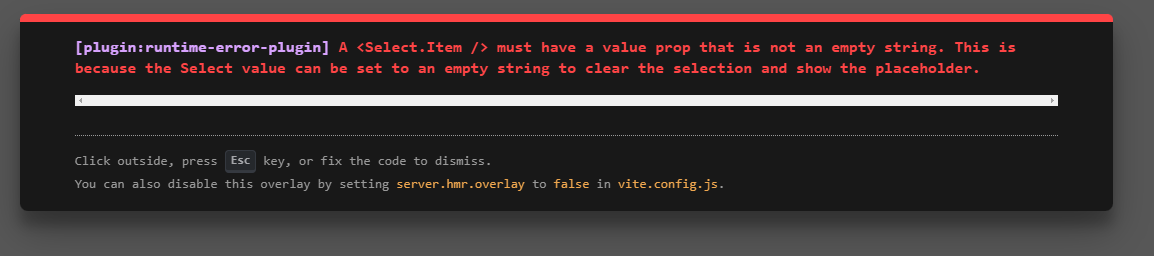 [plugin:runtime-error-plugin] A <Select.Item /> must have a value prop that is not an empty string. This is
because the Select value can be set to an empty string to clear the selection and show the placeholder.
Click outside, press Esc key, or fix the code to dismiss.
You can also disable this overlay by setting server.hmr.overlay to false in vite.config.js.